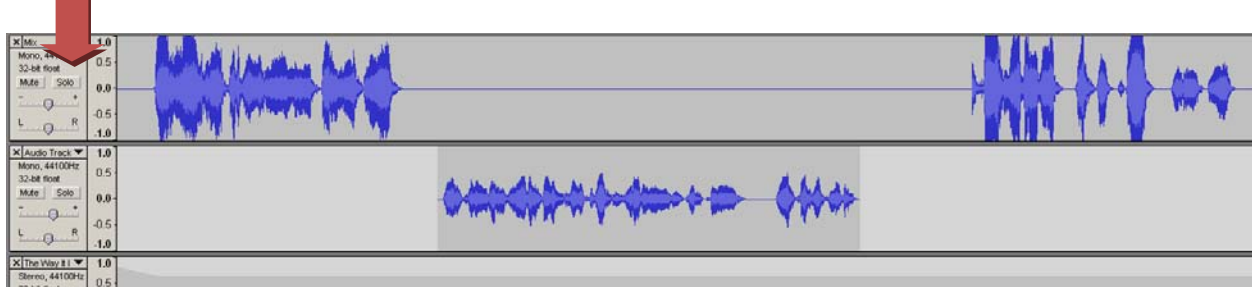 X Mix 1.0
Mono, 44
32-bit float
0.5
Mute Solo
0.0
- +
-0.5
L R
-1.0
X Audio Track ▼ 1.0
Mono, 44100Hz
0.5
32-bit float
Mute Solo
0.0
- +
-0.5
L R
-1.0
X The Way It I ▼ 1.0
Stereo, 44100Hz
0.5